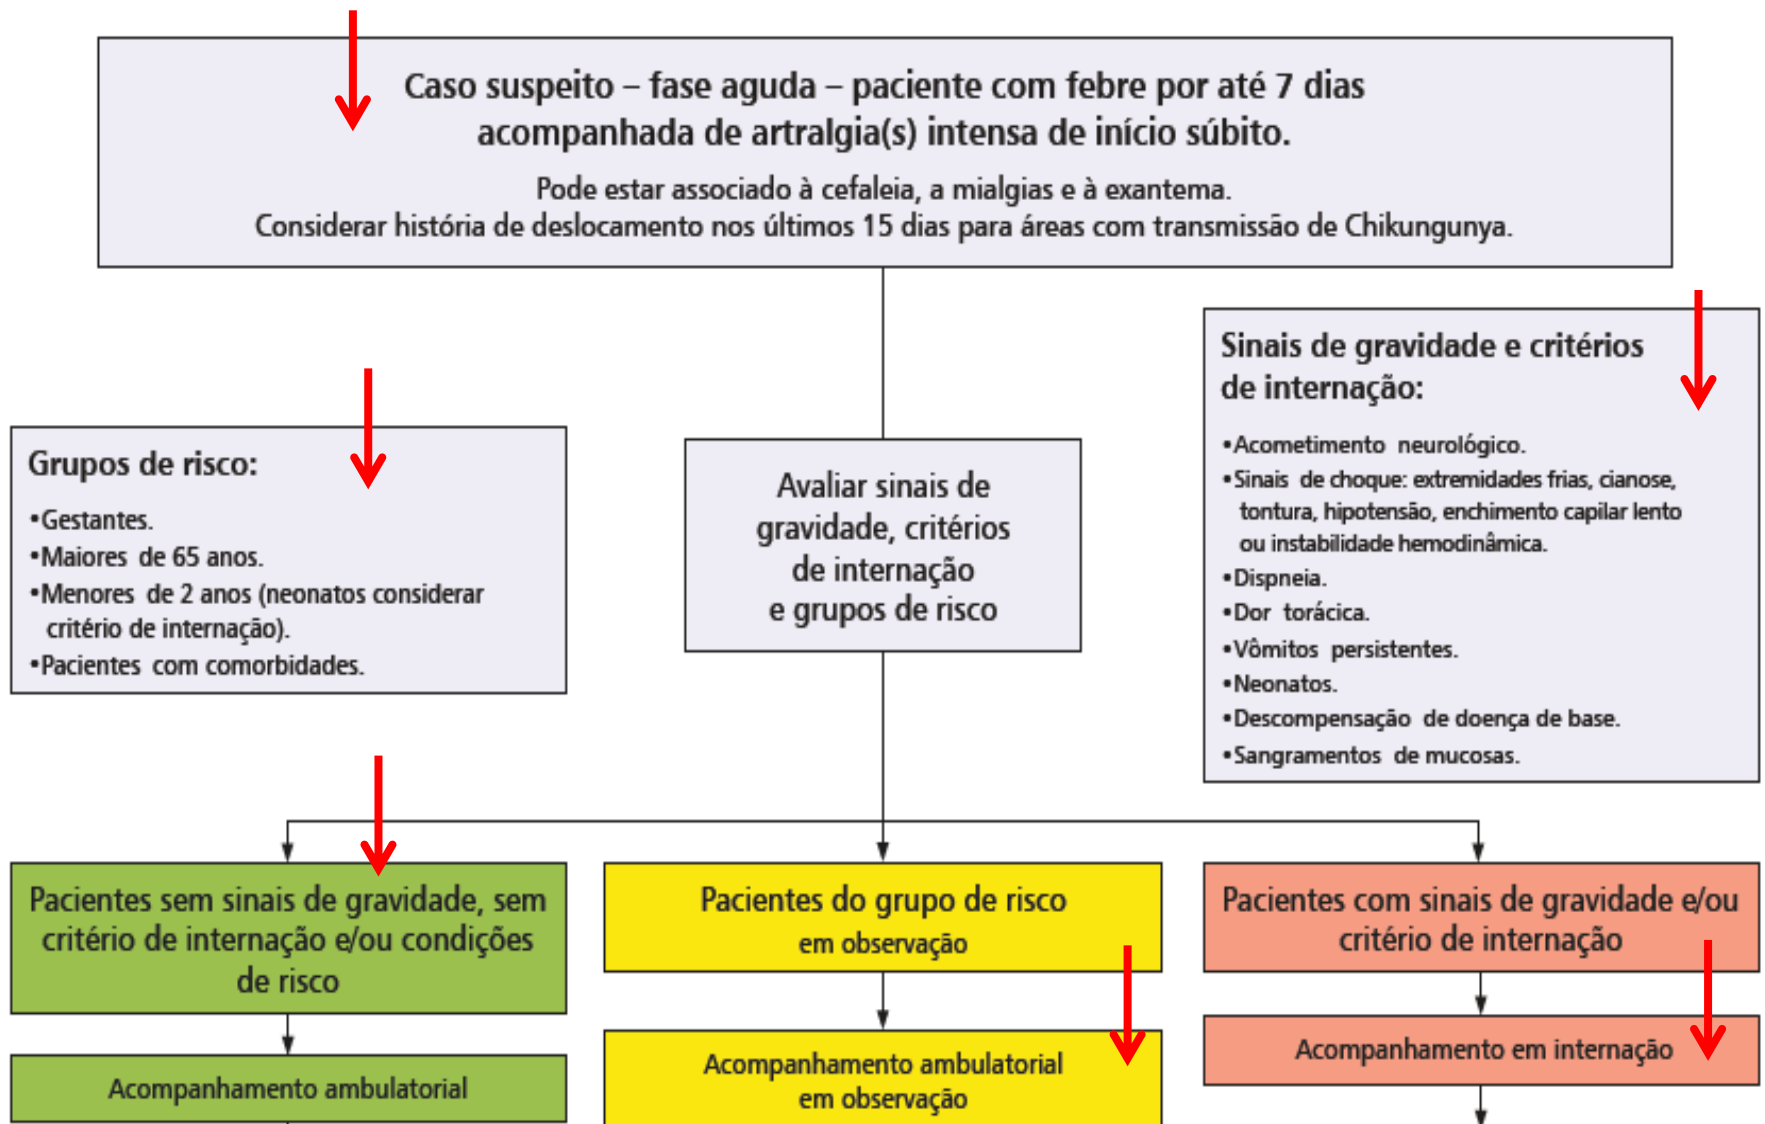 Caso suspeito – fase aguda – paciente com febre por até 7 dias
acompanhada de artralgia(s) intensa de início súbito.
Pode estar associado à cefaleia, a mialgias e à exantema.
Considerar história de deslocamento nos últimos 15 dias para áreas com transmissão de Chikungunya.
Grupos de risco:
•Gestantes.
•Maiores de 65 anos.
•Menores de 2 anos (neonatos considerar
critério de internação).
•Pacientes com comorbidades.
Avaliar sinais de
gravidade, critérios
de internação
e grupos de risco
Sinais de gravidade e critérios
de internação:
•Acometimento neurológico.
•Sinais de choque: extremidades frias, cianose,
tontura, hipotensão, enchimento capilar lento
ou instabilidade hemodinâmica.
•Dispneia.
•Dor torácica.
•Vômitos persistentes.
•Neonatos.
•Descompensação de doença de base.
•Sangramentos de mucosas.
Pacientes sem sinais de gravidade, sem
critério de internação e/ou condições
de risco
Acompanhamento ambulatorial
Pacientes do grupo de risco
em observação
Acompanhamento ambulatorial
em observação
Pacientes com sinais de gravidade e/ou
critério de internação
Acompanhamento em internação